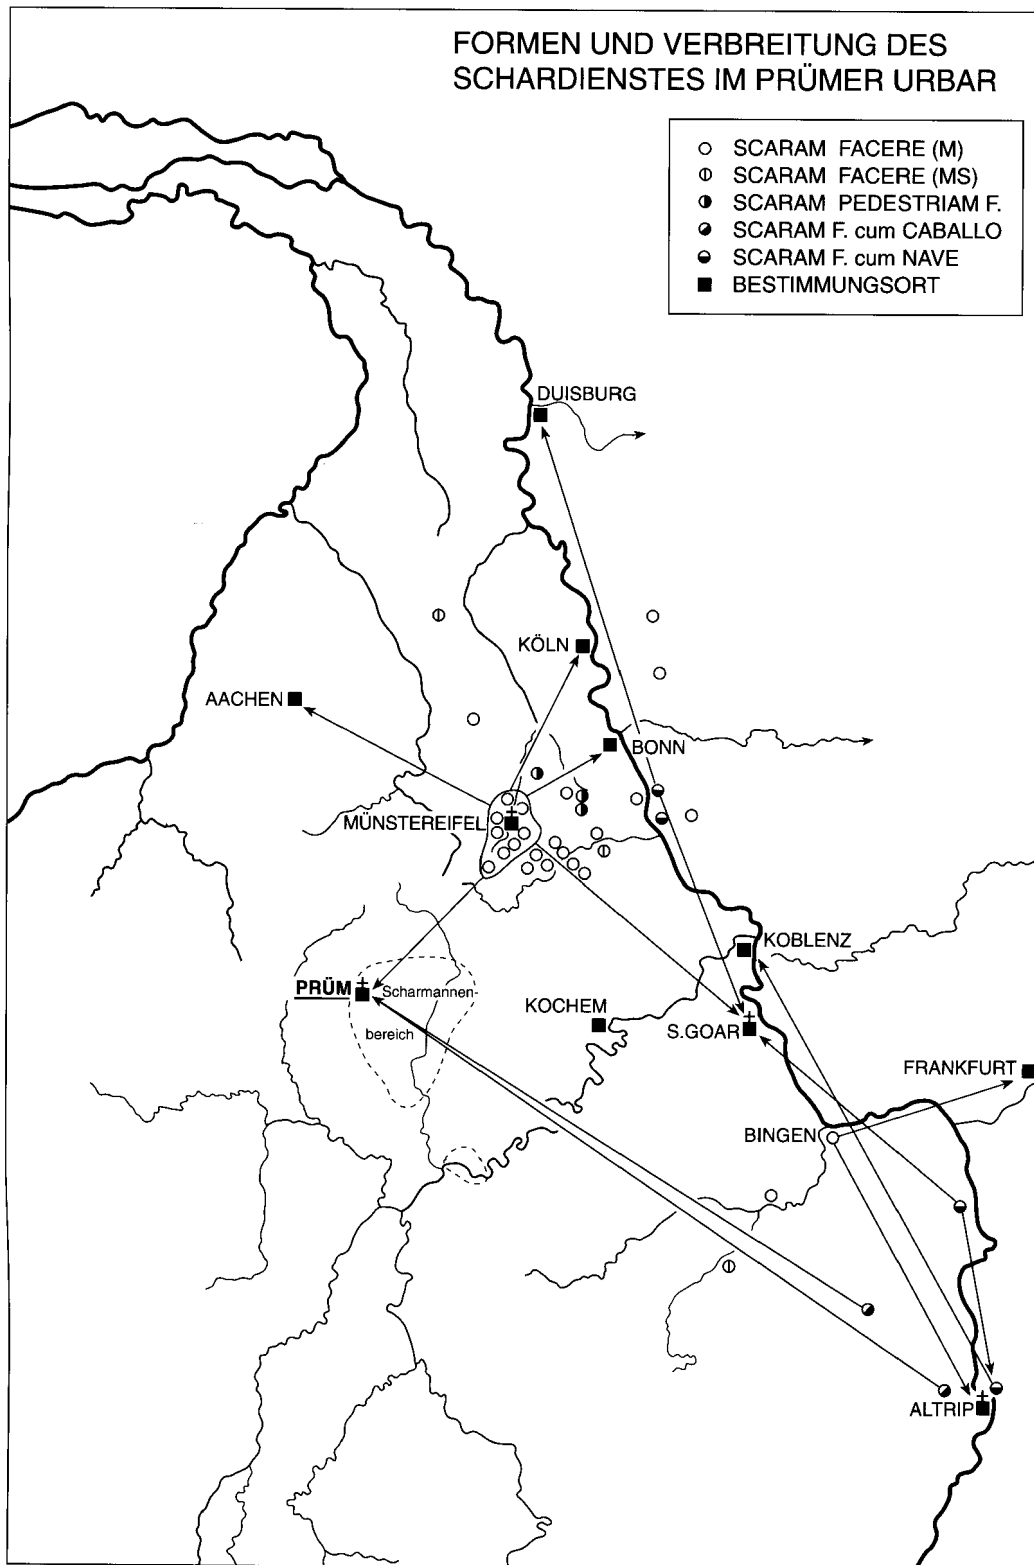 FORMEN UND VERBREITUNG DES
SCHARDIENSTES IM PRÜMER URBAR
SCARAM FACERE (M)
SCARAM FACERE (MS)
SCARAM PEDESTRIAM F.
SCARAM F. cum CABALLO
SCARAM F. cum NAVE
BESTIMMUNGSORT
DUISBURG
KÖLN
AACHEN
BONN
MÜNSTEREIFEL
KOBLENZ
PRÜM
Scharmannen-
bereich
KOCHEM
S.GOAR
FRANKFURT
BINGEN
ALTRIP